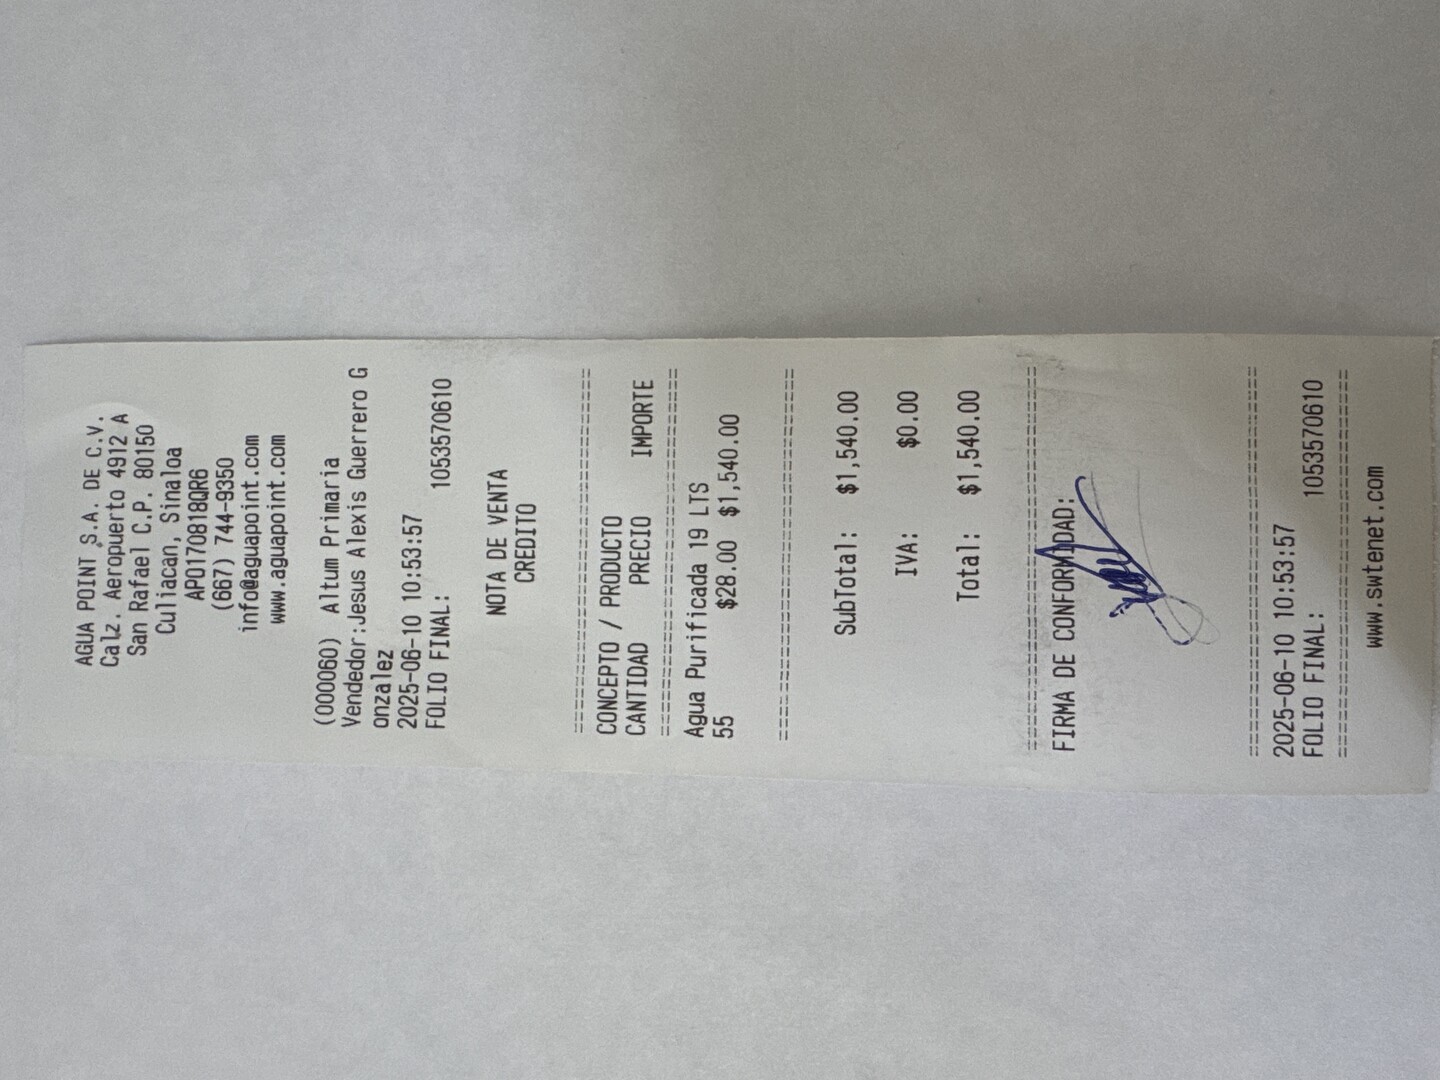 AGUA POINT S.A. DE C.V.
Calz. Aeropuerto 4912 A
San Rafael C.P. 80150
Culiacan, Sinaloa
APO170818QR6
(667) 744-9350
info@aguapoint.com
www.aguapoint.com
(000060) Altum Primaria
Vendedor:Jesus Alexis Guerrero G
onzalez
2025-06-10 10:53:57
FOLIO FINAL: 1053570610
NOTA DE VENTA
CREDITO
CONCEPTO / PRODUCTO
CANTIDAD PRECIO IMPORTE
Agua Purificada 19 LTS
55 $28.00 $1,540.00
SubTotal: $1,540.00
IVA: $0.00
Total: $1,540.00
FIRMA DE CONFORMIDAD:
2025-06-10 10:53:57
FOLIO FINAL: 1053570610
www.swtenet.com